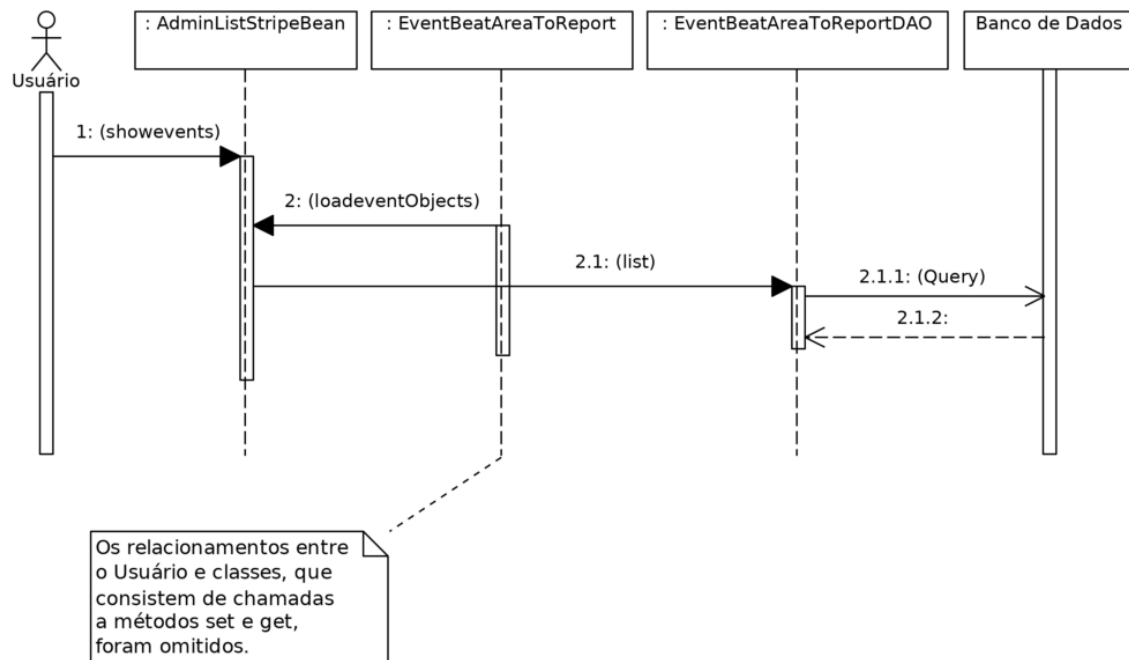 : AdminListStripeBean
: EventBeatAreaToReport
: EventBeatAreaToReportDAO
Banco de Dados
Usuário
1: (showevents)
2: (loadeventObjects)
2.1: (list)
2.1.1: (Query)
2.1.2:
Os relacionamentos entre
o Usuário e classes, que
consistem de chamadas
a métodos set e get,
foram omitidos.